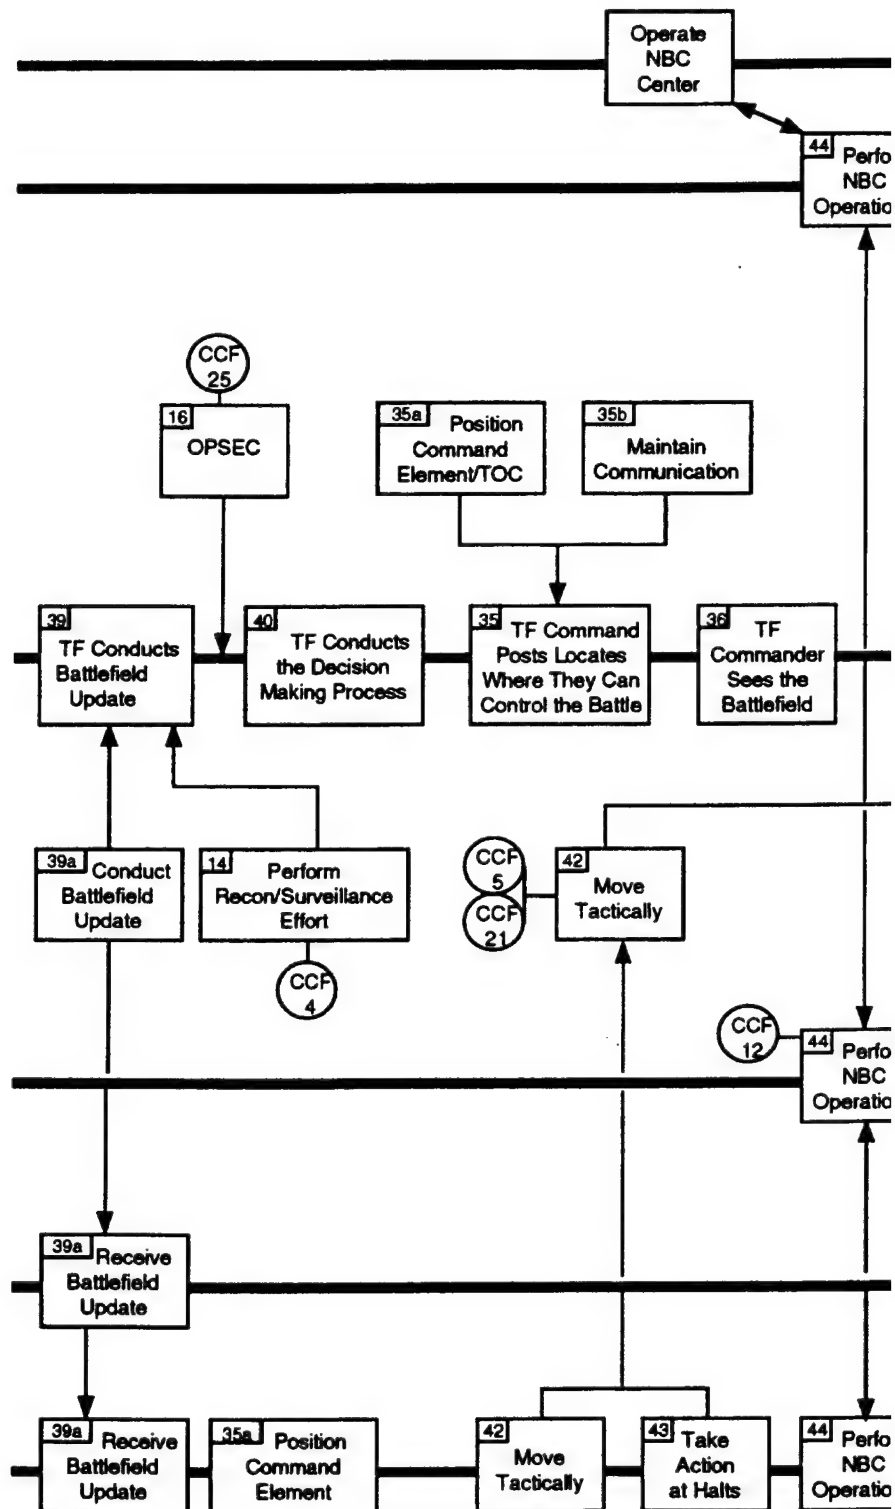 Operate
NBC
Center
44
Perfo
NBC
Operatio
CCF
25
16
OPSEC
35a
Position
Command
Element/TOC
35b
Maintain
Communication
39
TF Conducts
Battlefield
Update
40
TF Conducts
the Decision
Making Process
35
TF Command
Posts Locates
Where They Can
Control the Battle
36
TF
Commander
Sees the
Battlefield
39a
Conduct
Battlefield
Update
14
Perform
Recon/Surveillance
Effort
CCF
4
CCF
5
CCF
21
42
Move
Tactically
CCF
12
44
Perfo
NBC
Operatio
39a
Receive
Battlefield
Update
39a
Receive
Battlefield
Update
35a
Position
Command
Element
42
Move
Tactically
43
Take
Action
at Halts
44
Perfo
NBC
Operatio